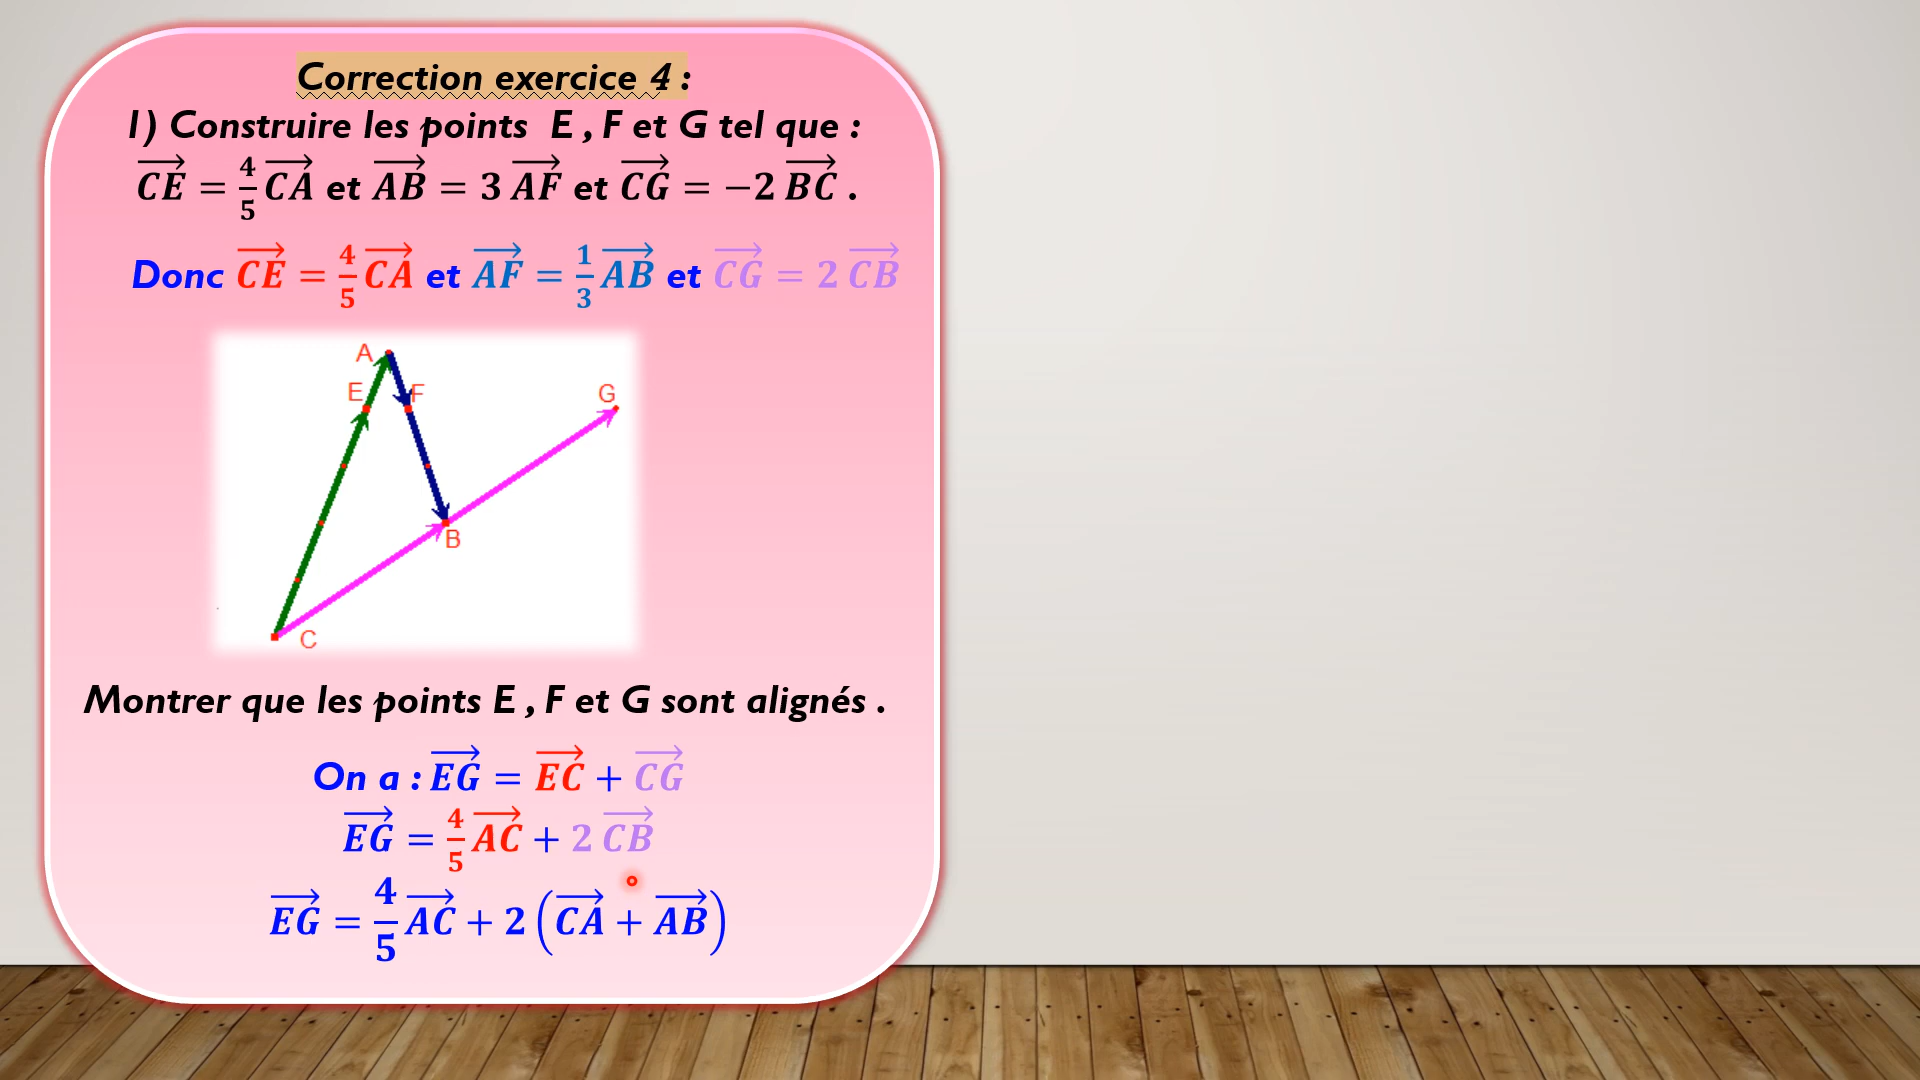 Correction exercice 4 :
1) Construire les points E , F et G tel que :
$\overrightarrow{CE} = \frac{4}{5}\overrightarrow{CA}$ et $\overrightarrow{AB} = 3\,\overrightarrow{AF}$ et $\overrightarrow{CG} = -2\,\overrightarrow{BC}$ .
Donc $\overrightarrow{CE} = \frac{4}{5}\overrightarrow{CA}$ et $\overrightarrow{AF} = \frac{1}{3}\overrightarrow{AB}$ et $\overrightarrow{CG} = 2\,\overrightarrow{CB}$
A
E
F
G
B
C
Montrer que les points E , F et G sont alignés .
On a : $\overrightarrow{EG} = \overrightarrow{EC} + \overrightarrow{CG}$
$\overrightarrow{EG} = \frac{4}{5}\overrightarrow{AC} + 2\,\overrightarrow{CB}$
$\overrightarrow{EG} = \frac{4}{5}\overrightarrow{AC} + 2\left(\overrightarrow{CA} + \overrightarrow{AB}\right)$